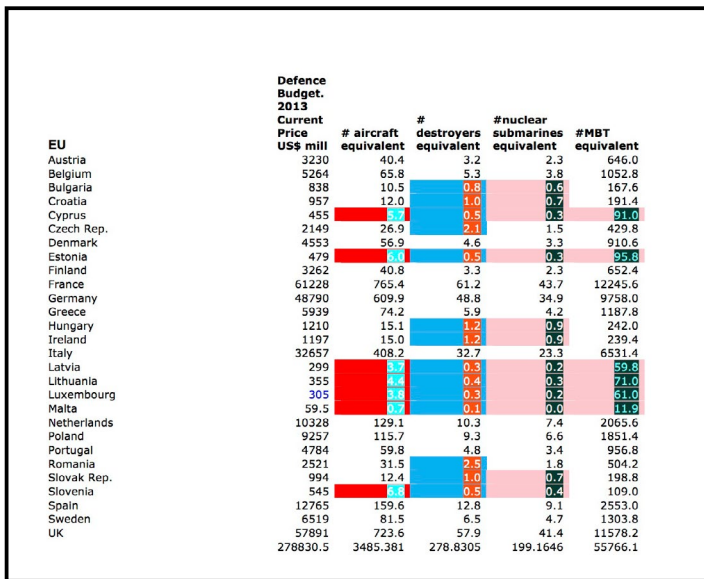 Defence
Budget.
2013
Current
Price # aircraft # destroyers #nuclear submarines #MBT
EU US$ mill equivalent equivalent equivalent equivalent
Austria 3230 40.4 3.2 2.3 646.0
Belgium 5264 65.8 5.3 3.8 1052.8
Bulgaria 838 10.5 0.8 0.6 167.6
Croatia 957 12.0 1.0 0.7 191.4
Cyprus 455 5.7 0.5 0.3 91.0
Czech Rep. 2149 26.9 2.1 1.5 429.8
Denmark 4553 56.9 4.6 3.3 910.6
Estonia 479 6.0 0.5 0.3 95.8
Finland 3262 40.8 3.3 2.3 652.4
France 61228 765.4 61.2 43.7 12245.6
Germany 48790 609.9 48.8 34.9 9758.0
Greece 5939 74.2 5.9 4.2 1187.8
Hungary 1210 15.1 1.2 0.9 242.0
Ireland 1197 15.0 1.2 0.9 239.4
Italy 32657 408.2 32.7 23.3 6531.4
Latvia 299 3.7 0.3 0.2 59.8
Lithuania 355 4.4 0.4 0.3 71.0
Luxembourg 305 3.8 0.3 0.2 61.0
Malta 59.5 0.7 0.1 0.0 11.9
Netherlands 10328 129.1 10.3 7.4 2065.6
Poland 9257 115.7 9.3 6.6 1851.4
Portugal 4784 59.8 4.8 3.4 956.8
Romania 2521 31.5 2.5 1.8 504.2
Slovak Rep. 994 12.4 1.0 0.7 198.8
Slovenia 545 6.8 0.5 0.4 109.0
Spain 12765 159.6 12.8 9.1 2553.0
Sweden 6519 81.5 6.5 4.7 1303.8
UK 57891 723.6 57.9 41.4 11578.2
278830.5 3485.381 278.8305 199.1646 55766.1